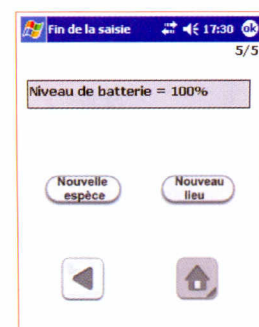 Fin de la saisie 17:30 ok
5/5
Niveau de batterie = 100%
Nouvelle
espèce
Nouveau
lieu